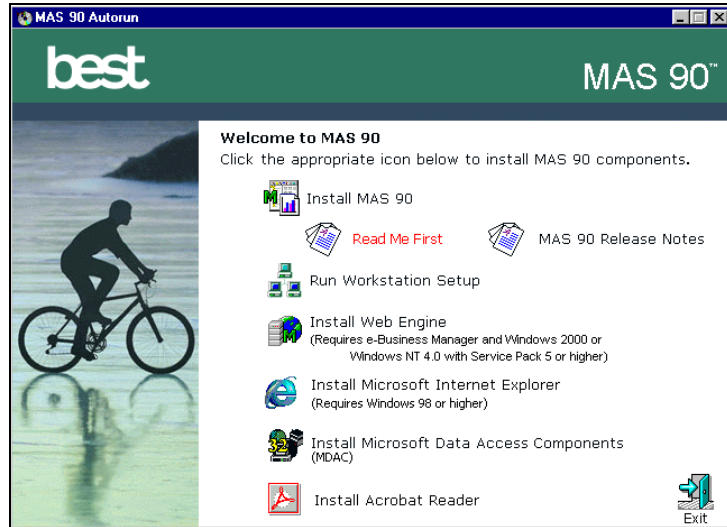 MAS 90 Autorun
best
MAS 90™
Welcome to MAS 90
Click the appropriate icon below to install MAS 90 components.
Install MAS 90
Read Me First
MAS 90 Release Notes
Run Workstation Setup
Install Web Engine
(Requires e-Business Manager and Windows 2000 or
Windows NT 4.0 with Service Pack 5 or higher)
Install Microsoft Internet Explorer
(Requires Windows 98 or higher)
32
Install Microsoft Data Access Components
(MDAC)
Install Acrobat Reader
Exit